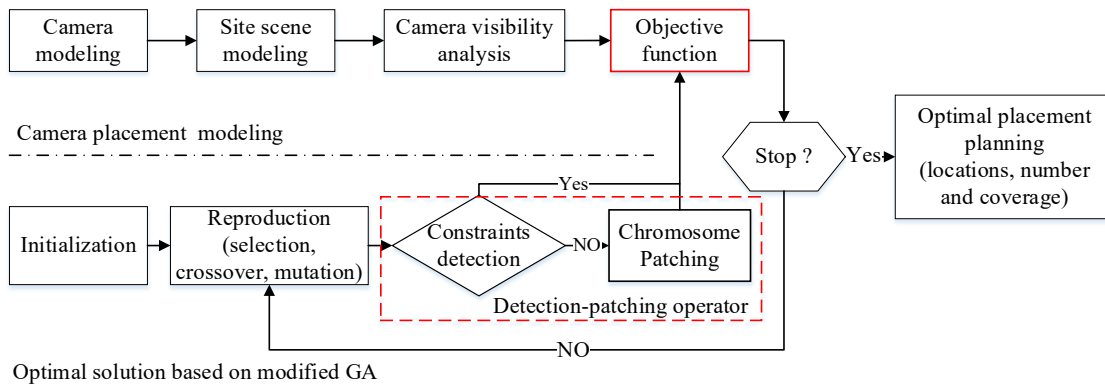 Camera
modeling
Site scene
modeling
Camera visibility
analysis
Objective
function
Camera placement modeling
Stop ?
Yes
Optimal placement
planning
(locations, number
and coverage)
Yes
Initialization
Reproduction
(selection,
crossover, mutation)
Constraints
detection
NO
Chromosome
Patching
Detection-patching operator
NO
Optimal solution based on modified GA